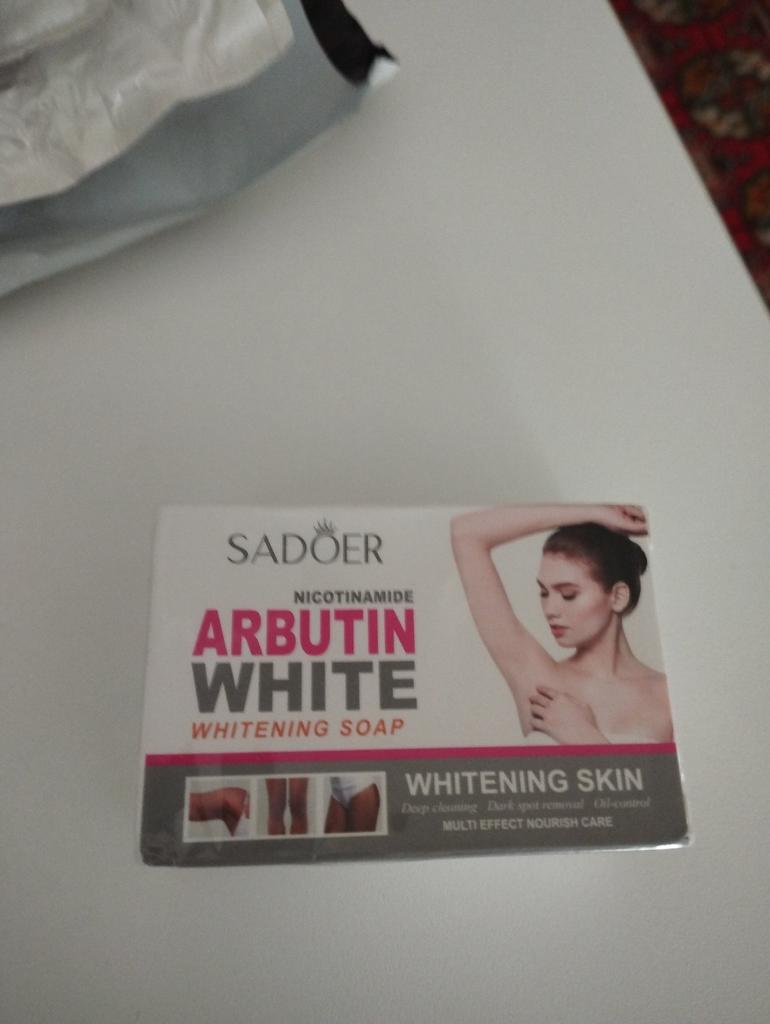 SADOER
NICOTINAMIDE
ARBUTIN
WHITE
WHITENING SOAP
WHITENING SKIN
Deep cleaning Dark spot removal Oil-control
MULTI EFFECT NOURISH CARE